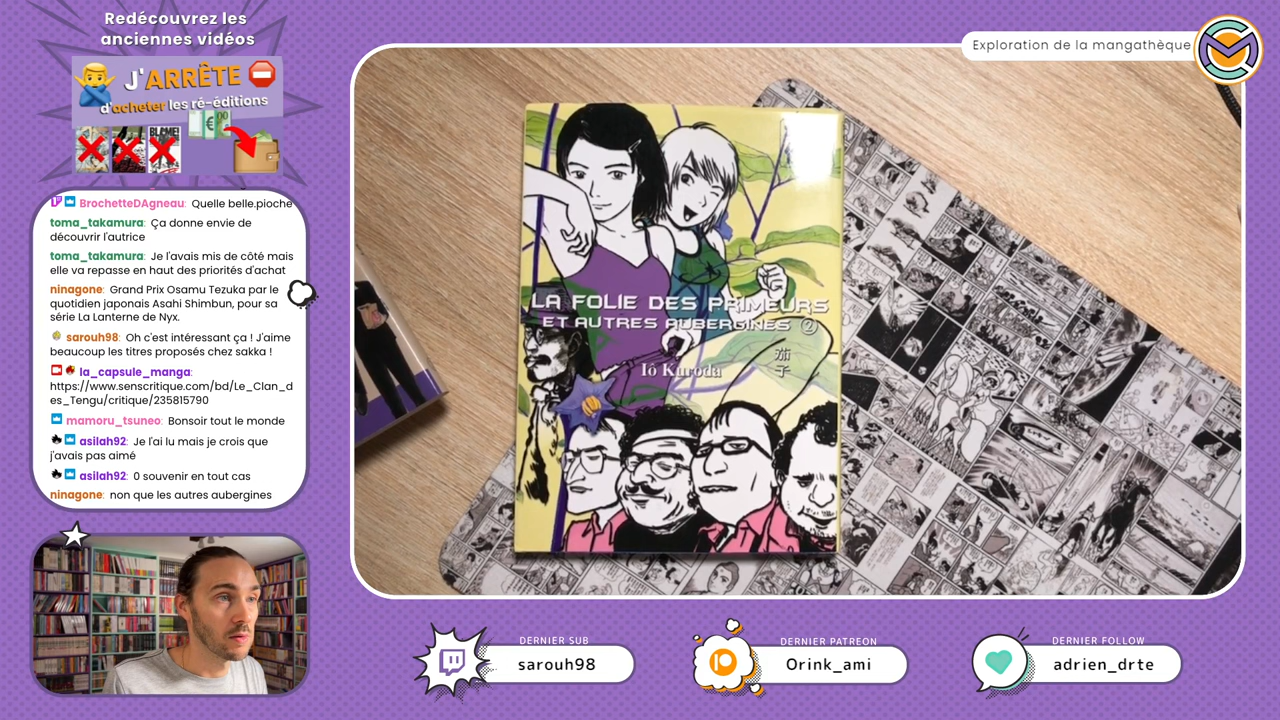 Redécouvrez les
anciennes vidéos
J'ARRÊTE
d'acheter les ré-éditions
BLAME!
BrochetteDAgneau: Quelle belle.pioche
toma_takamura: Ça donne envie de
découvrir l'autrice
toma_takamura: Je l'avais mis de côté mais
elle va repasse en haut des priorités d'achat
ninagone: Grand Prix Osamu Tezuka par le
quotidien japonais Asahi Shimbun, pour sa
série La Lanterne de Nyx.
sarouh98: Oh c'est intéressant ça ! J'aime
beaucoup les titres proposés chez sakka !
la_capsule_manga:
https://www.senscritique.com/bd/Le_Clan_d
es_Tengu/critique/235815790
mamoru_tsuneo: Bonsoir tout le monde
asilah92: Je l'ai lu mais je crois que
j'avais pas aimé
asilah92: 0 souvenir en tout cas
ninagone: non que les autres aubergines
Exploration de la mangathèque
LA FOLIE DES PRIMEURS
ET AUTRES AUBERGINES 2
茄子
Iô Kuroda
DERNIER SUB
sarouh98
DERNIER PATREON
Orink_ami
DERNIER FOLLOW
adrien_drte